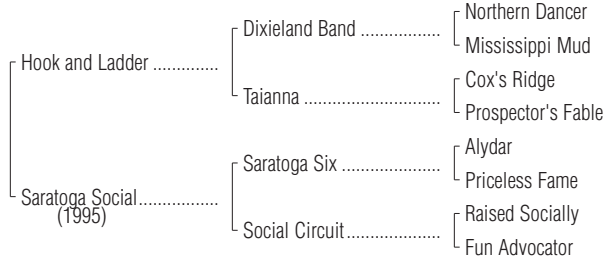 Northern Dancer
Dixieland Band ..................
Mississippi Mud
Hook and Ladder ...............
Cox's Ridge
Taianna ...............................
Prospector's Fable
Alydar
Saratoga Six ......................
Priceless Fame
Saratoga Social..................
(1995)
Raised Socially
Social Circuit.....................
Fun Advocator